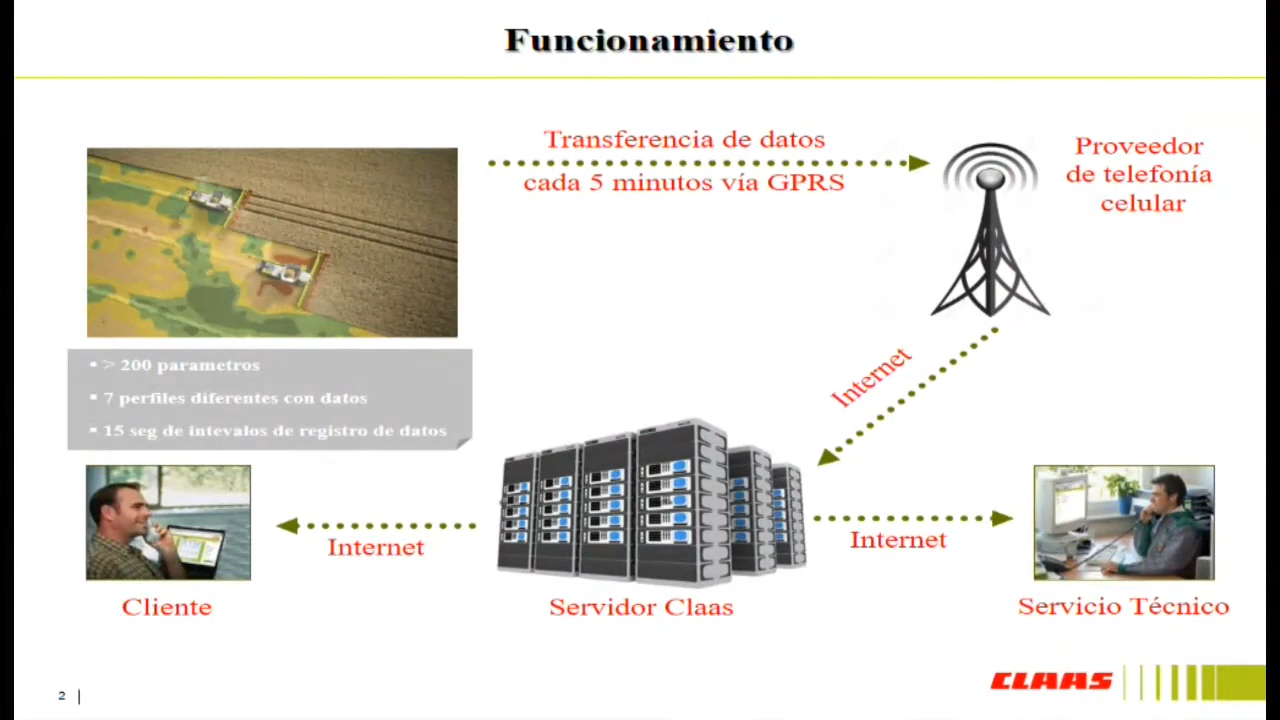 Funcionamiento
Transferencia de datos
cada 5 minutos vía GPRS
Proveedor
de telefonía
celular
▪ > 200 parametros
▪ 7 perfiles diferentes con datos
▪ 15 seg de intevalos de registro de datos
Internet
Internet
Internet
Cliente
Servidor Claas
Servicio Técnico
2 |
CLAAS